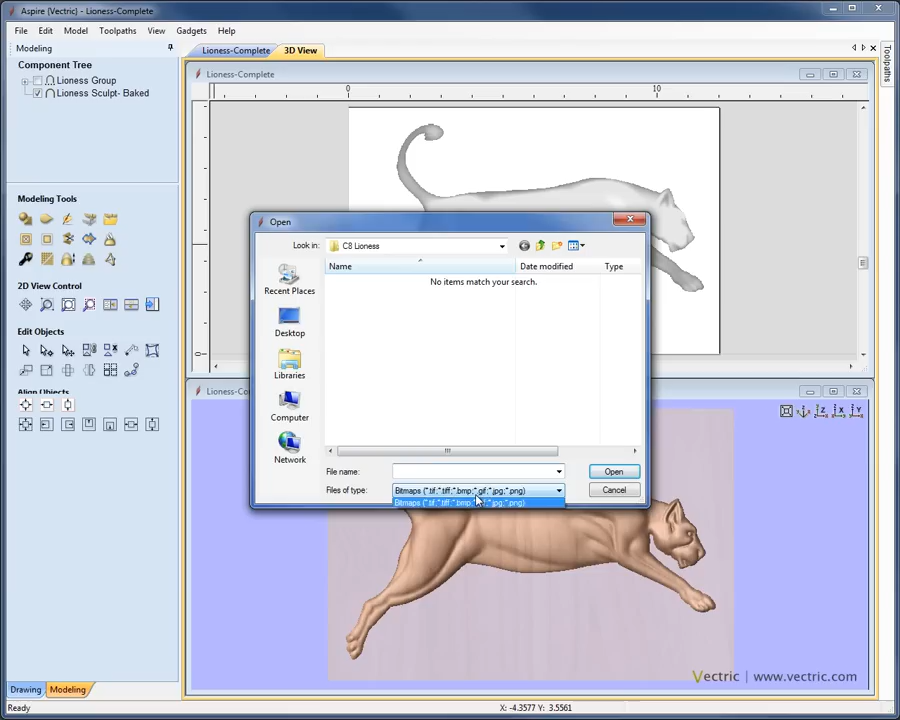 Aspire (Vectric) - Lioness-Complete
File Edit Model Toolpaths View Gadgets Help
Modeling
Lioness-Complete 3D View
Toolpaths
Component Tree
Lioness Group
Lioness Sculpt- Baked
Lioness-Complete
0 10
0
Modeling Tools
2D View Control
Edit Objects
Align Objects
Open
Look in: C8 Lioness
Name Date modified Type
No items match your search.
Recent Places
Desktop
Libraries
Computer
Network
File name: Open
Files of type: Bitmaps (*.tif;*.tiff;*.bmp;*.gif;*.jpg;*.png) Cancel
Lioness-Co
Z X Y
Vectric | www.vectric.com
Drawing Modeling
Ready X: -4.3577 Y: 3.5561